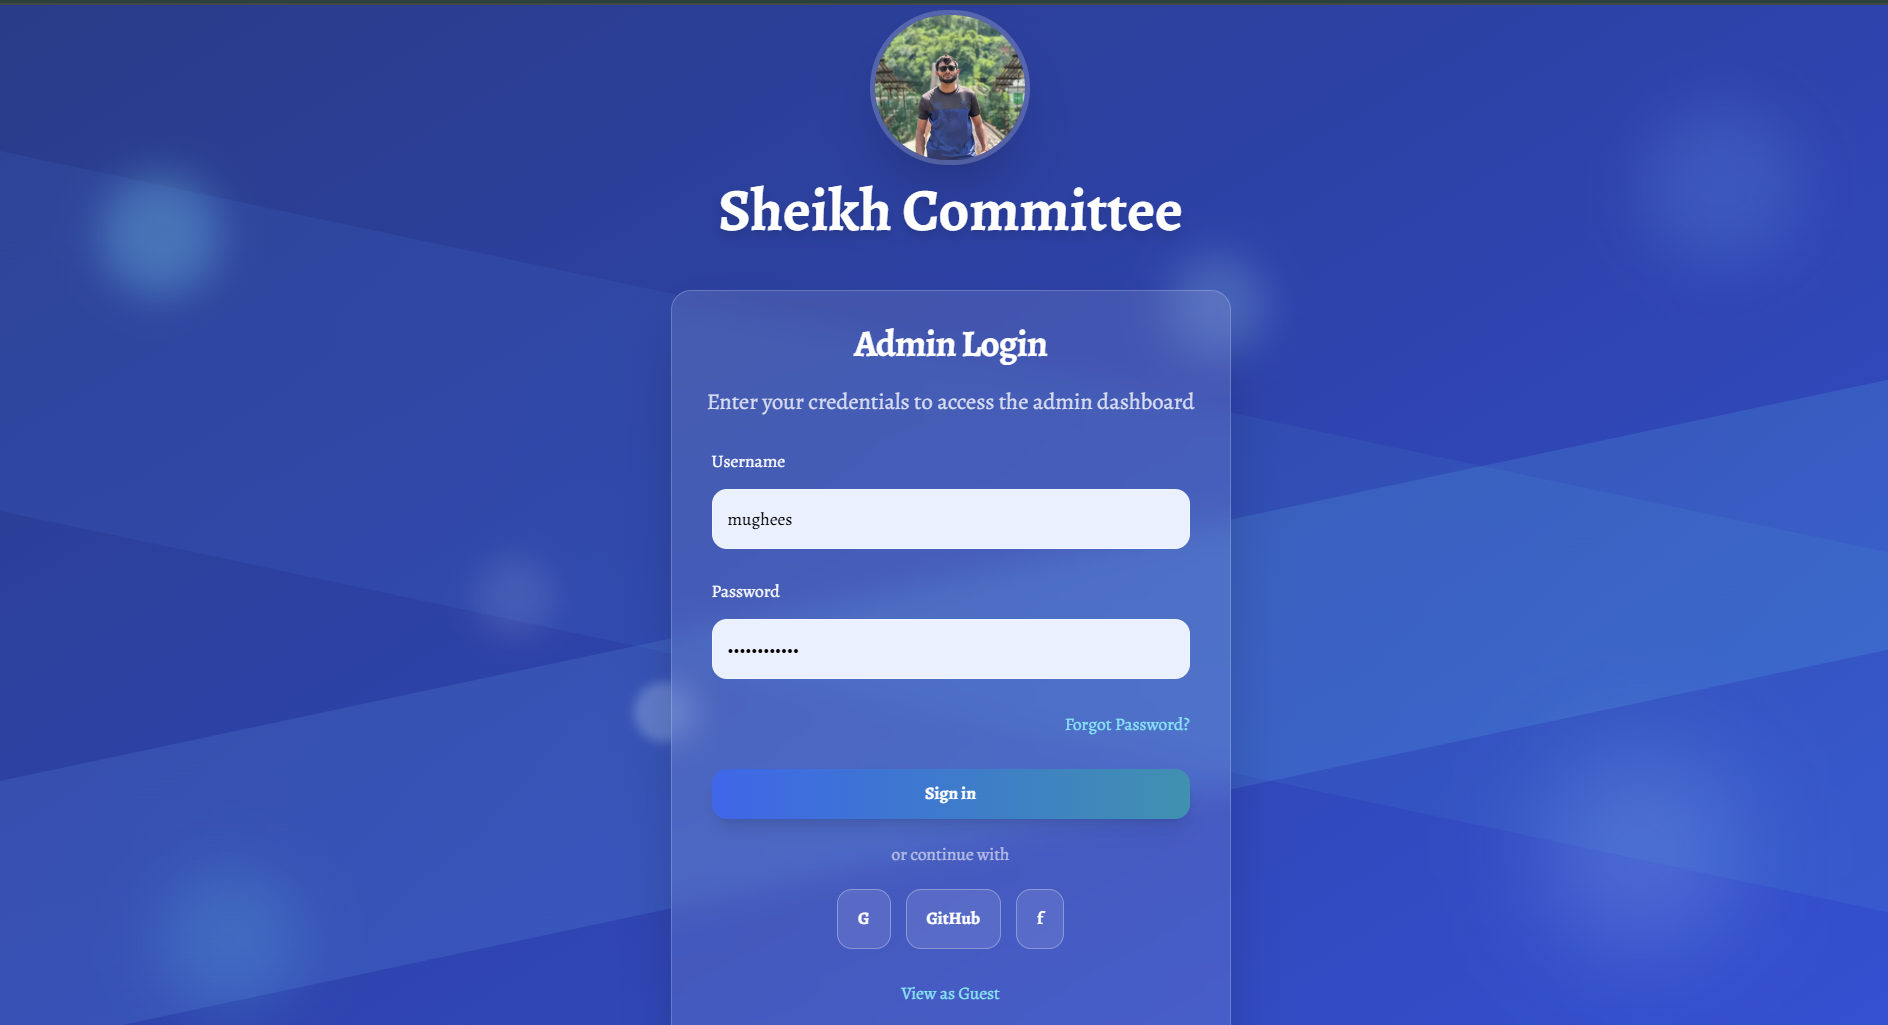 Sheikh Committee
Admin Login
Enter your credentials to access the admin dashboard
Username
mughees
Password
••••••••••••
Forgot Password?
Sign in
or continue with
G GitHub f
View as Guest